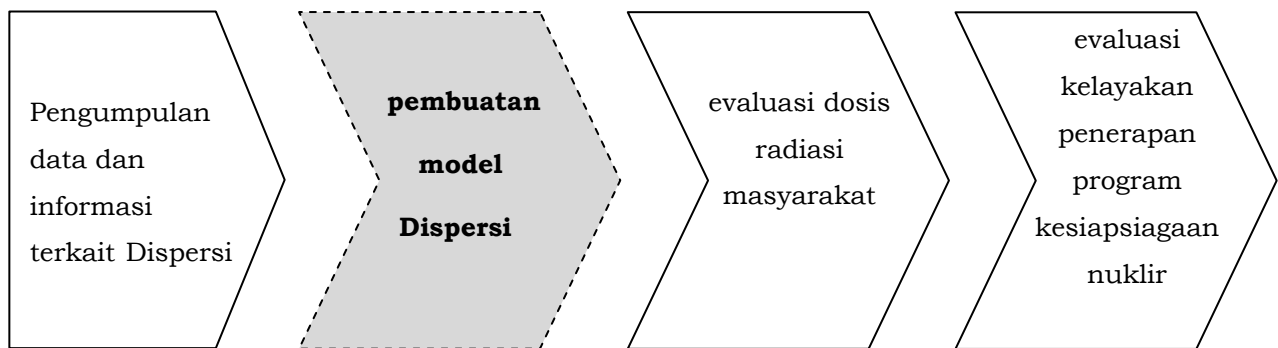 Pengumpulan
data dan
informasi
terkait Dispersi
pembuatan
model
Dispersi
evaluasi dosis
radiasi
masyarakat
evaluasi
kelayakan
penerapan
program
kesiapsiagaan
nuklir